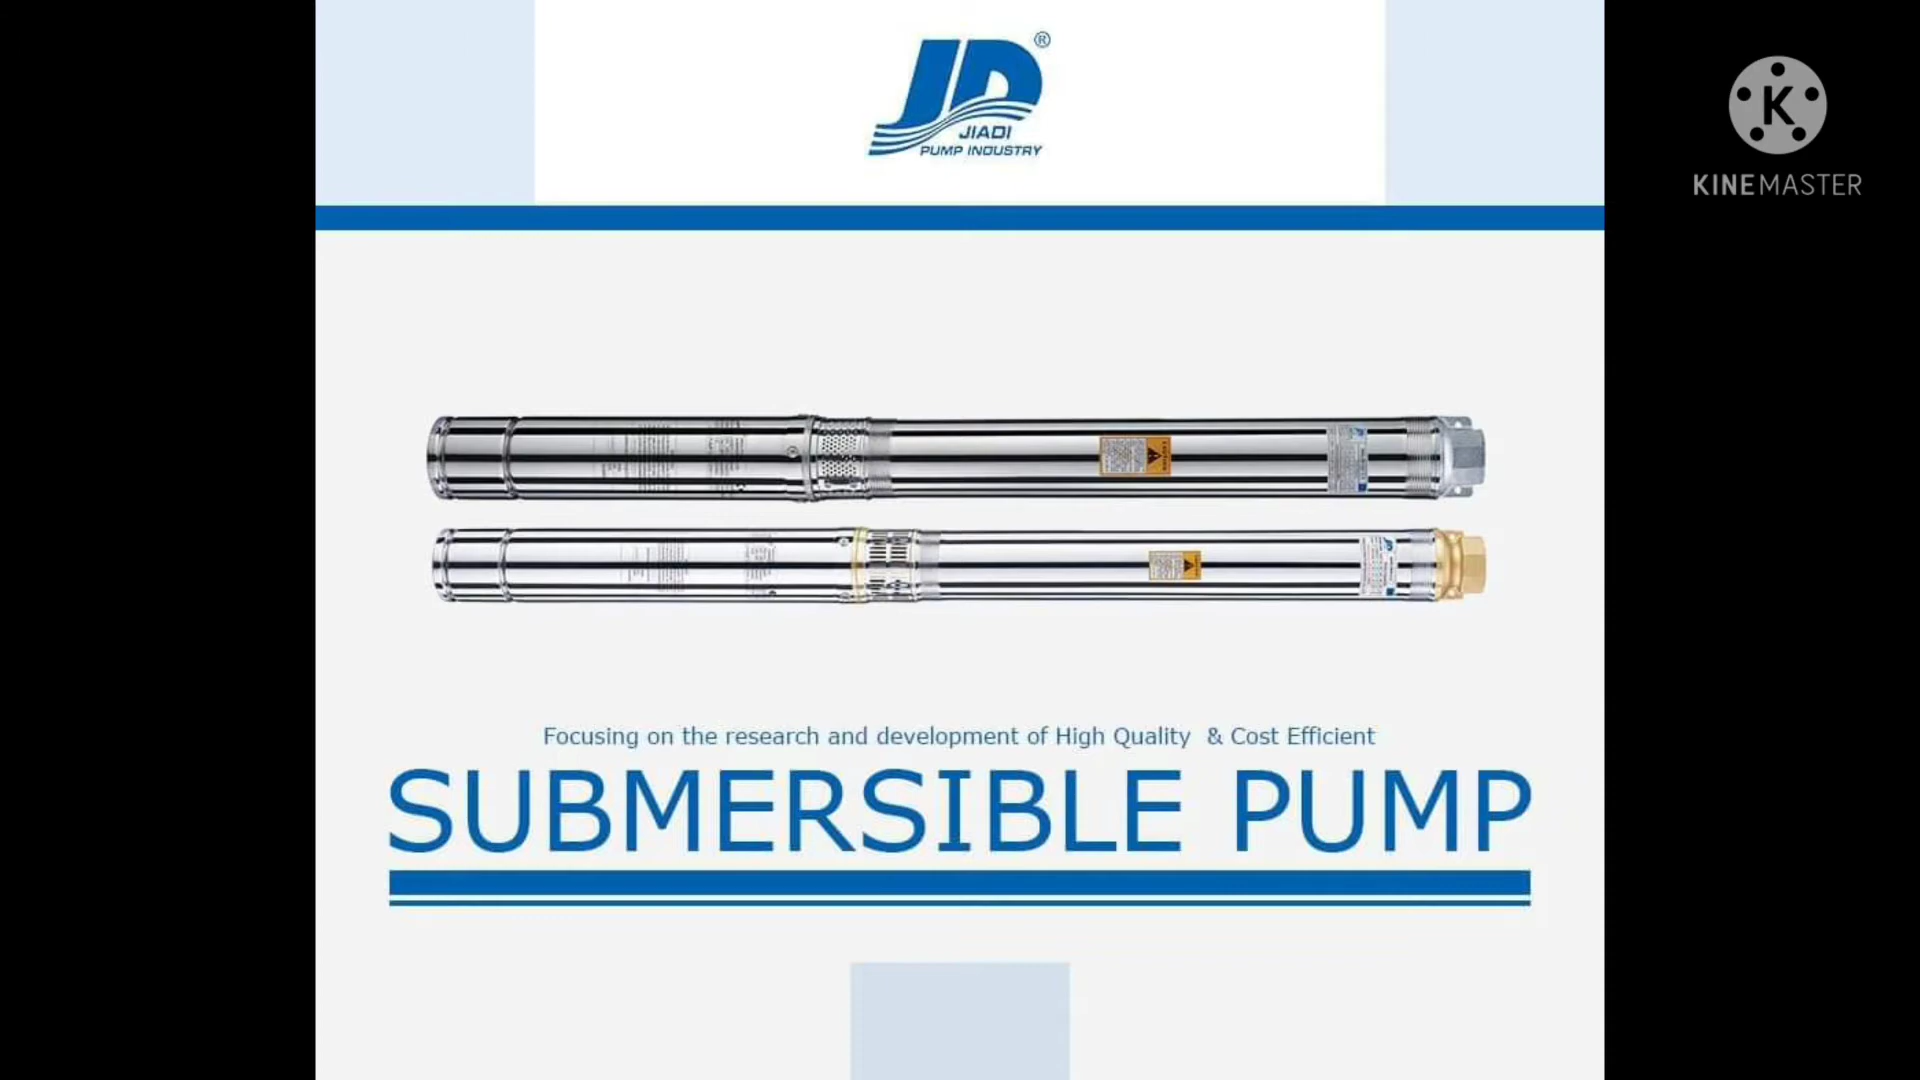 JD®
JIADI
PUMP INDUSTRY
K
KINEMASTER
Focusing on the research and development of High Quality & Cost Efficient
SUBMERSIBLE PUMP